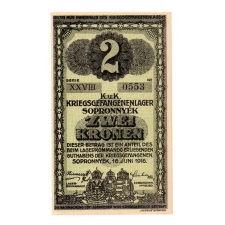 2
SERIE No
XXVIII 0553
K.u.K.
KRIEGSGEFANGENENLAGER
SOPRONNYÉK
ZWEI
KRONEN
DIESER BETRAG IST EIN ANTEIL DES
BEIM LAGERKOMMANDO ERLIEGENDEN
GUTHABENS DER KRIEGSGEFANGENEN.
SOPRONNYÉK, 16 JUNI 1916.